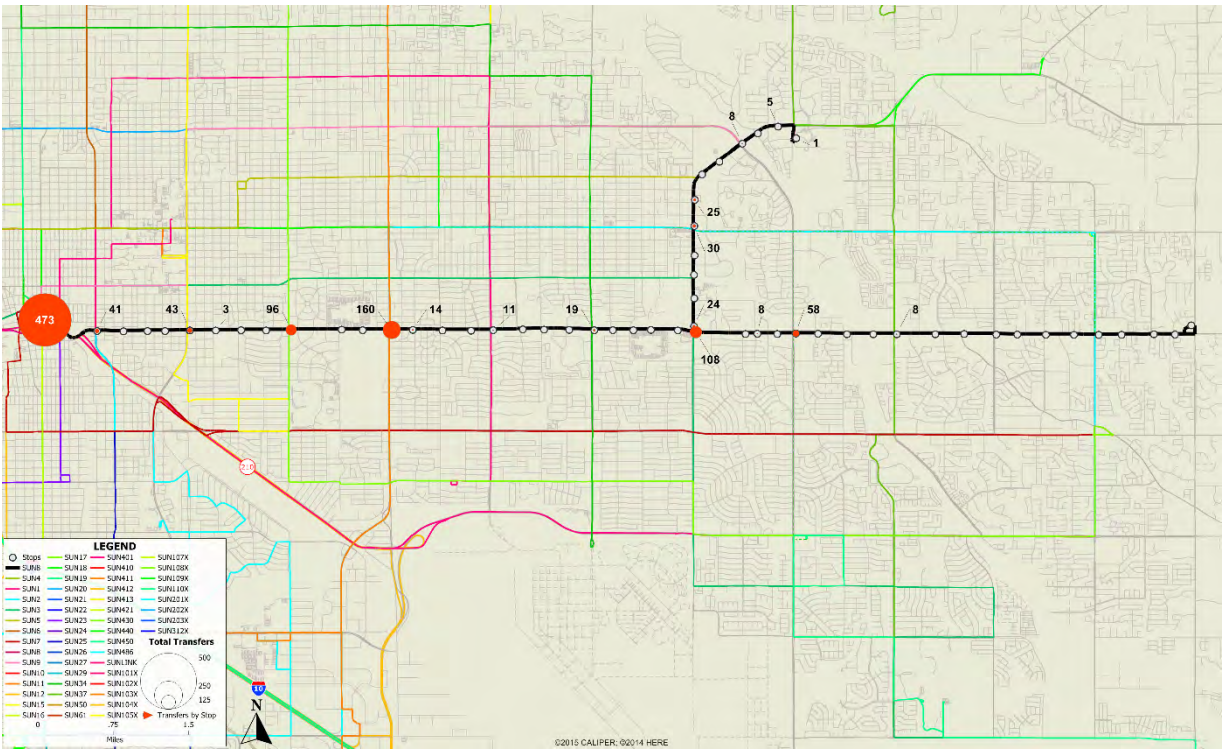 5
8
1
25
30
41
43
3
96
160
14
11
19
24
8
58
8
473
108
210
LEGEND
Stops
SUN8
SUN4
SUN1
SUN2
SUN3
SUN5
SUN6
SUN7
SUN8
SUN9
SUN10
SUN11
SUN12
SUN15
SUN16
SUN17
SUN18
SUN19
SUN20
SUN21
SUN22
SUN23
SUN24
SUN25
SUN26
SUN27
SUN29
SUN34
SUN37
SUN50
SUN61
SUN401
SUN410
SUN411
SUN412
SUN413
SUN421
SUN430
SUN440
SUN450
SUN486
SUNLINK
SUN101X
SUN102X
SUN103X
SUN104X
SUN105X
SUN107X
SUN108X
SUN109X
SUN110X
SUN201X
SUN202X
SUN203X
SUN312X
Total Transfers
500
250
125
Transfers by Stop
0 .75 1.5
Miles
10
N
©2015 CALIPER; ©2014 HERE